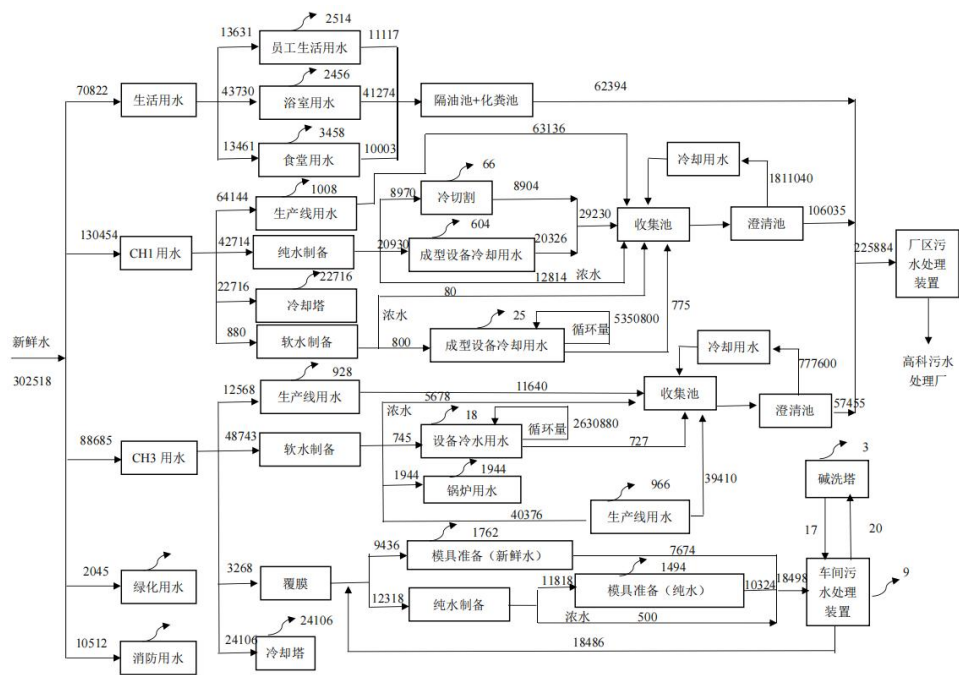 2514
13631
员工生活用水
11117
2456
70822
生活用水
43730
浴室用水
41274
隔油池+化粪池
62394
3458
13461
食堂用水
10003
63136
1008
64144
生产线用水
66
8970
冷切割
8904
冷却用水
1811040
604
29230
收集池
澄清池
106035
130454
CH1 用水
42714
纯水制备
20930
成型设备冷却用水
20326
225884
厂区污
水处理
装置
12814
浓水
22716
22716
冷却塔
80
浓水
775
25
5350800
循环量
880
软水制备
800
成型设备冷却用水
新鲜水
302518
高科污水
处理厂
冷却用水
777600
928
12568
生产线用水
11640
收集池
澄清池
57455
5678
浓水
18
循环量
2630880
88685
CH3 用水
48743
软水制备
745
设备冷水用水
727
1944
1944
锅炉用水
39410
966
40376
生产线用水
3
碱洗塔
17
20
1762
9436
模具准备（新鲜水）
7674
1494
2045
绿化用水
3268
覆膜
11818
模具准备（纯水）
10324
18498
车间污
水处理
装置
9
12318
纯水制备
浓水
500
18486
10512
消防用水
24106
24106
冷却塔